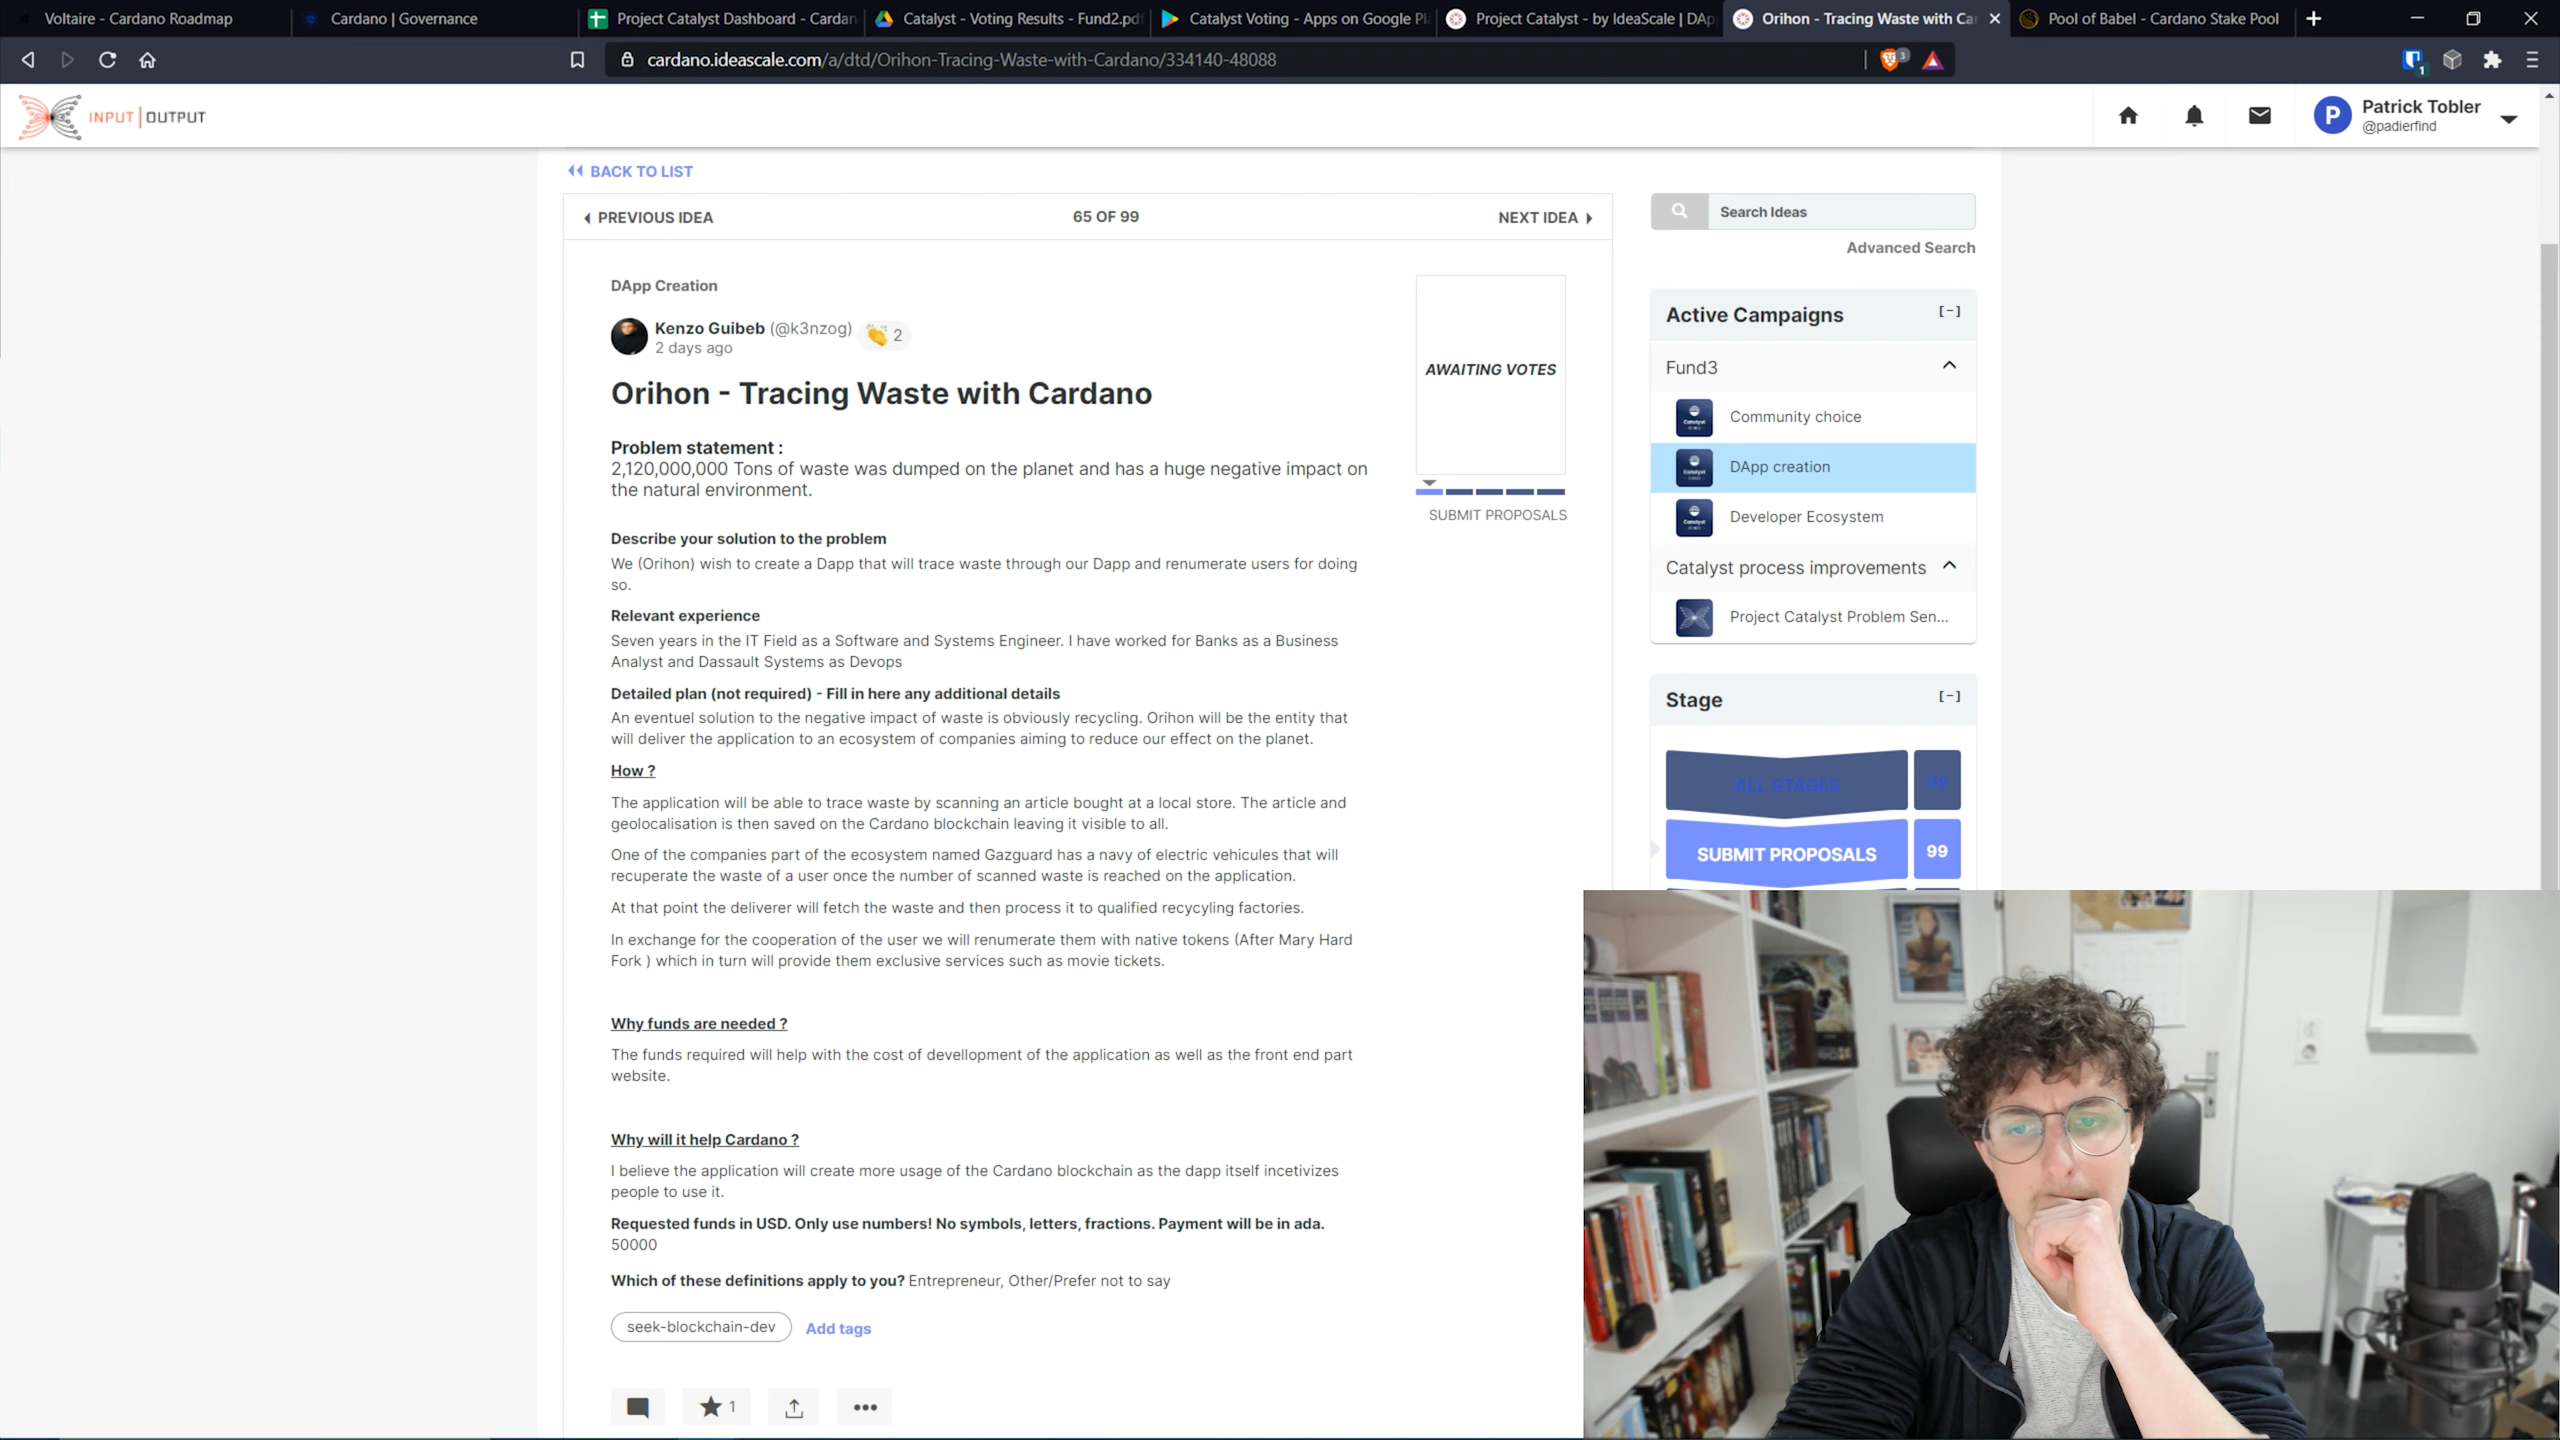 Voltaire - Cardano Roadmap
Cardano | Governance
Project Catalyst Dashboard - Cardan
Catalyst - Voting Results - Fund2.pdf
Catalyst Voting - Apps on Google Pl
Project Catalyst - by IdeaScale | DAp
Orihon - Tracing Waste with Ca
Pool of Babel - Cardano Stake Pool
cardano.ideascale.com/a/dtd/Orihon-Tracing-Waste-with-Cardano/334140-48088
3
1
INPUT | OUTPUT
P
Patrick Tobler
@padierfind
BACK TO LIST
PREVIOUS IDEA
65 OF 99
NEXT IDEA
DApp Creation
Kenzo Guibeb (@k3nzog)
2
2 days ago
Orihon - Tracing Waste with Cardano
Problem statement :
2,120,000,000 Tons of waste was dumped on the planet and has a huge negative impact on
the natural environment.
Describe your solution to the problem
We (Orihon) wish to create a Dapp that will trace waste through our Dapp and renumerate users for doing
so.
Relevant experience
Seven years in the IT Field as a Software and Systems Engineer. I have worked for Banks as a Business
Analyst and Dassault Systems as Devops
Detailed plan (not required) - Fill in here any additional details
An eventuel solution to the negative impact of waste is obviously recycling. Orihon will be the entity that
will deliver the application to an ecosystem of companies aiming to reduce our effect on the planet.
How ?
The application will be able to trace waste by scanning an article bought at a local store. The article and
geolocalisation is then saved on the Cardano blockchain leaving it visible to all.
One of the companies part of the ecosystem named Gazguard has a navy of electric vehicules that will
recuperate the waste of a user once the number of scanned waste is reached on the application.
At that point the deliverer will fetch the waste and then process it to qualified recycyling factories.
In exchange for the cooperation of the user we will renumerate them with native tokens (After Mary Hard
Fork ) which in turn will provide them exclusive services such as movie tickets.
Why funds are needed ?
The funds required will help with the cost of devellopment of the application as well as the front end part
website.
Why will it help Cardano ?
I believe the application will create more usage of the Cardano blockchain as the dapp itself incetivizes
people to use it.
Requested funds in USD. Only use numbers! No symbols, letters, fractions. Payment will be in ada.
50000
Which of these definitions apply to you? Entrepreneur, Other/Prefer not to say
seek-blockchain-dev
Add tags
1
AWAITING VOTES
SUBMIT PROPOSALS
Search Ideas
Advanced Search
Active Campaigns
[-]
Fund3
Community choice
DApp creation
Developer Ecosystem
Catalyst process improvements
Project Catalyst Problem Sen...
Stage
[-]
ALL STAGES
99
SUBMIT PROPOSALS
99